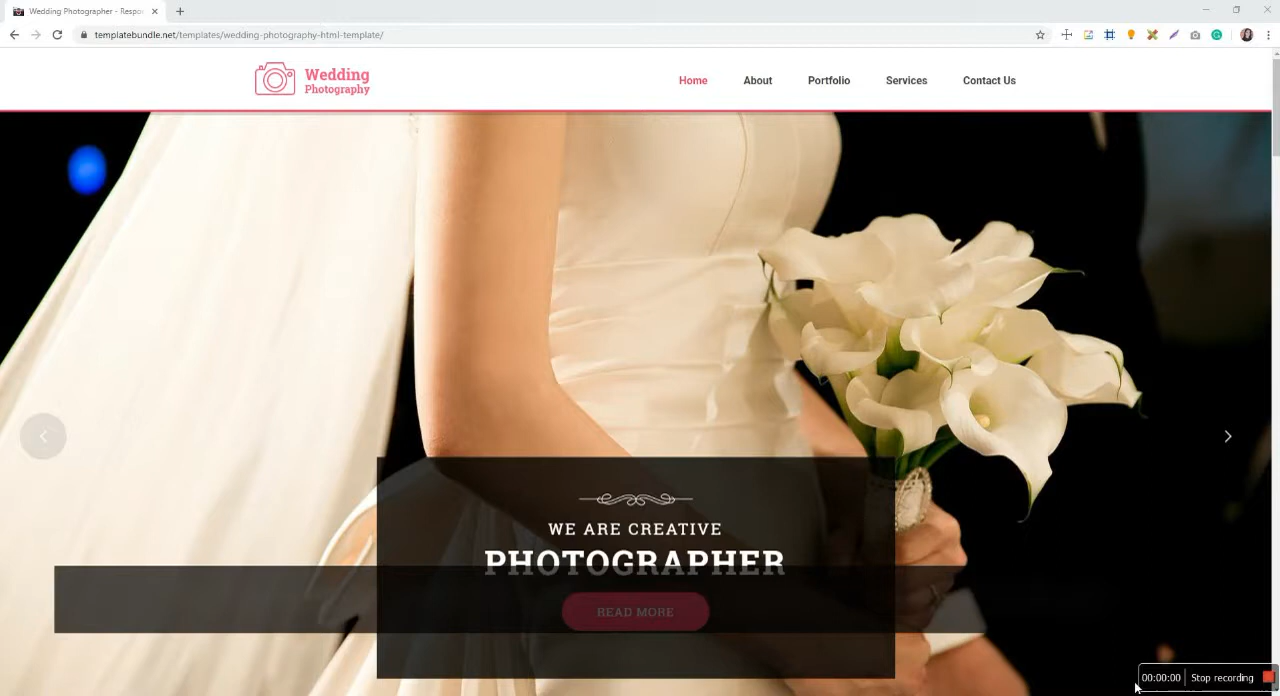 Wedding Photographer - Respo
templatebundle.net/templates/wedding-photography-html-template/
Wedding
Photography
Home
About
Portfolio
Services
Contact Us
WE ARE CREATIVE
PHOTOGRAPHER
READ MORE
00:00:00
Stop recording